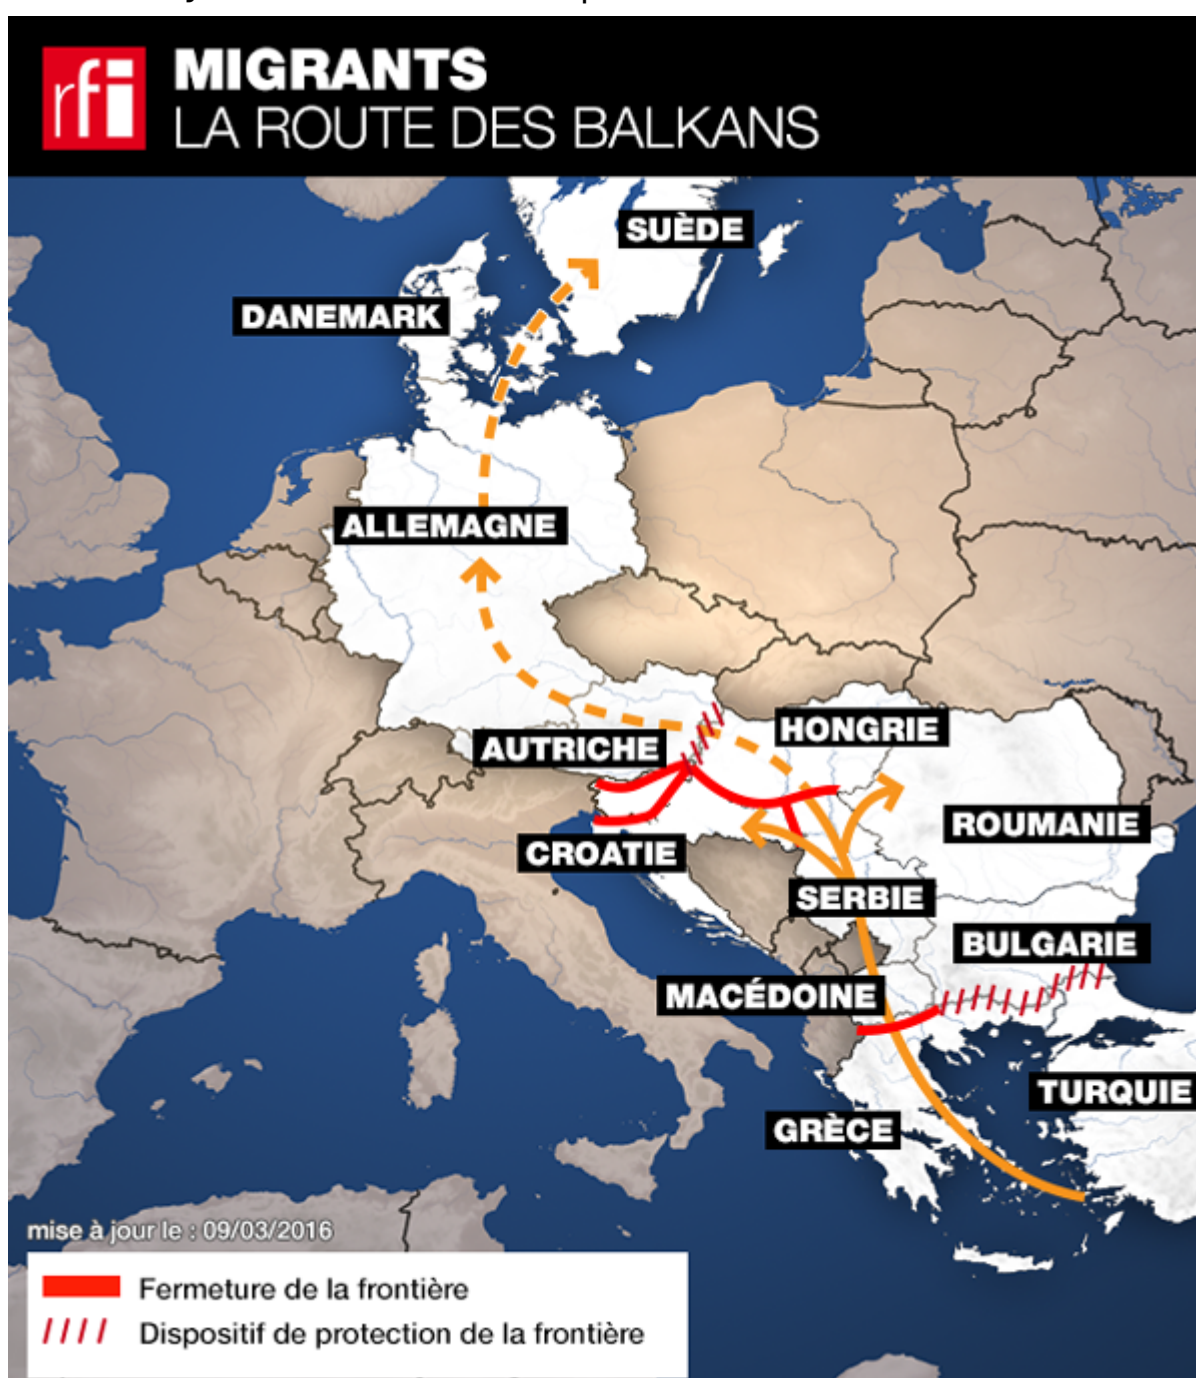 rfi
MIGRANTS
LA ROUTE DES BALKANS
SUÈDE
DANEMARK
ALLEMAGNE
HONGRIE
AUTRICHE
ROUMANIE
CROATIE
SERBIE
BULGARIE
MACÉDOINE
TURQUIE
GRÈCE
mise à jour le : 09/03/2016
Fermeture de la frontière
Dispositif de protection de la frontière